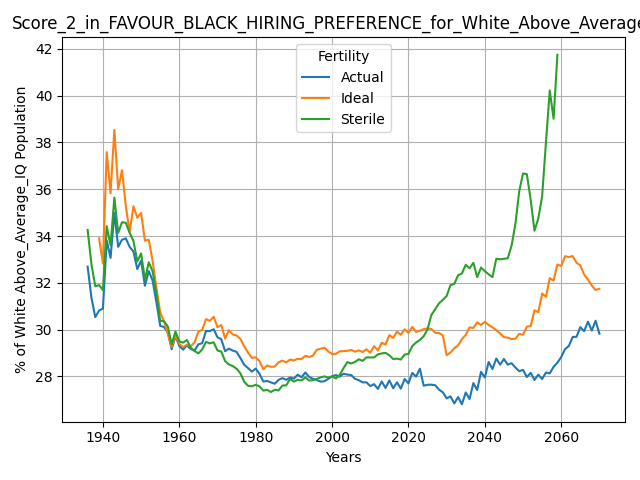 Score_2_in_FAVOUR_BLACK_HIRING_PREFERENCE_for_White_Above_Average
Fertility
Actual
Ideal
Sterile
% of White Above_Average_IQ Population
42
40
38
36
34
32
30
28
1940 1960 1980 2000 2020 2040 2060
Years